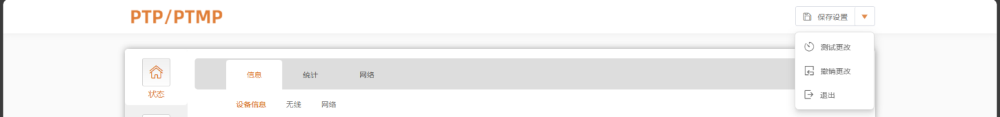 PTP/PTMP
保存设置
测试更改
撤销更改
退出
信息 统计 网络
状态
设备信息 无线 网络